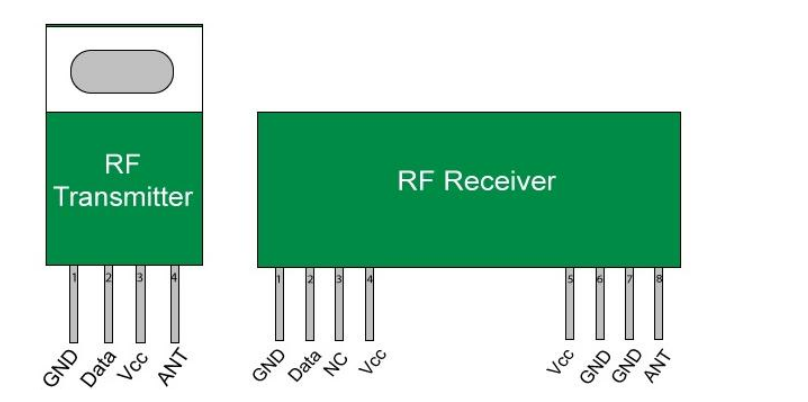 RF
Transmitter
1 2 3 4
GND Data Vcc ANT
RF Receiver
1 2 3 4 5 6 7 8
GND Data NC Vcc Vcc GND GND ANT